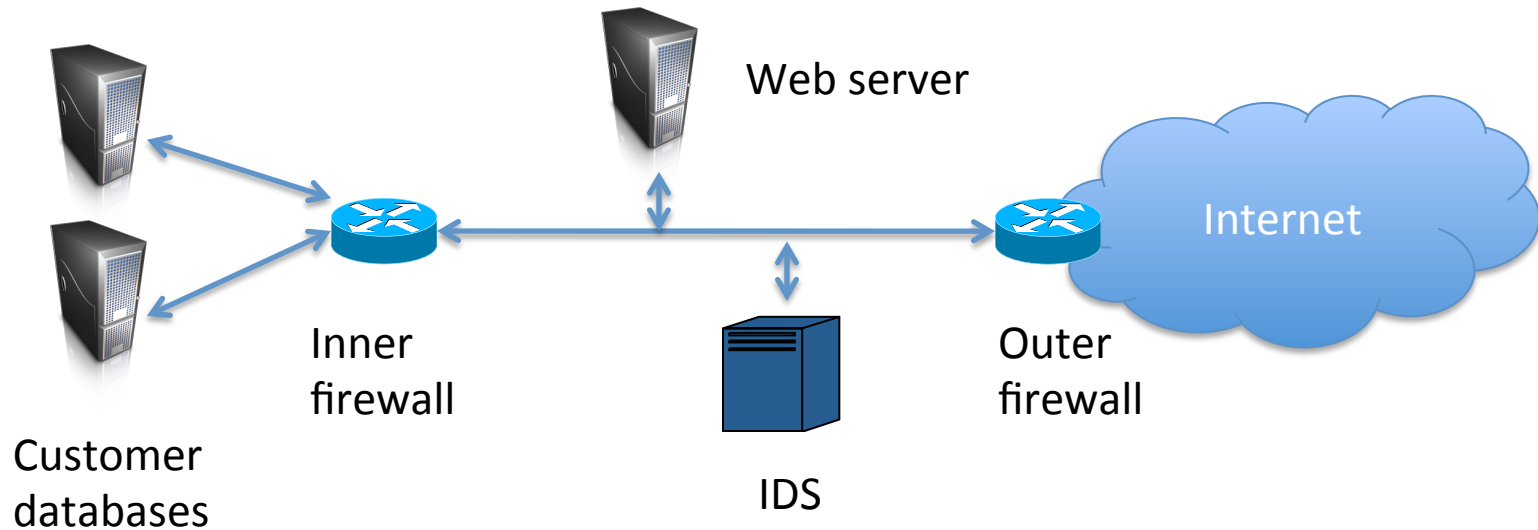 Web server
Internet
Inner
firewall
Outer
firewall
Customer
databases
IDS